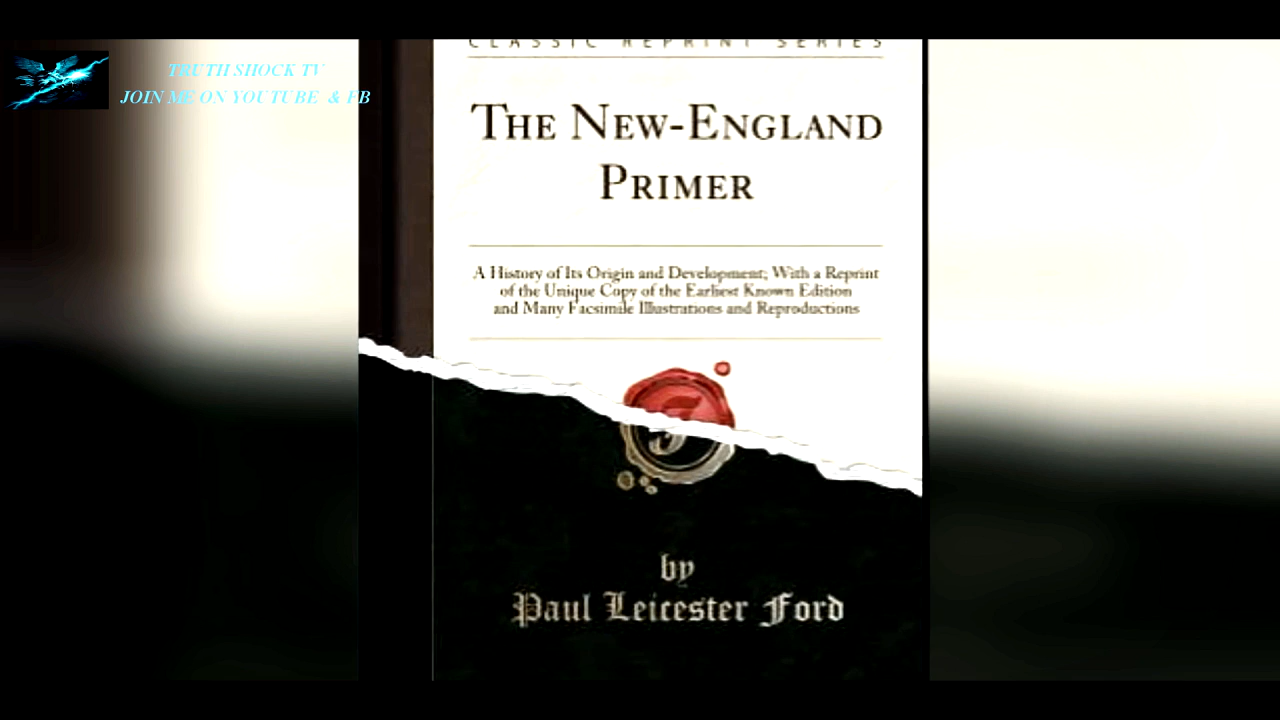 TRUTH SHOCK TV
JOIN ME ON YOUTUBE & FB
CLASSIC REPRINT SERIES
THE NEW-ENGLAND
PRIMER
A History of Its Origin and Development; With a Reprint
of the Unique Copy of the Earliest Known Edition
and Many Facsimile Illustrations and Reproductions
by
Paul Leicester Ford